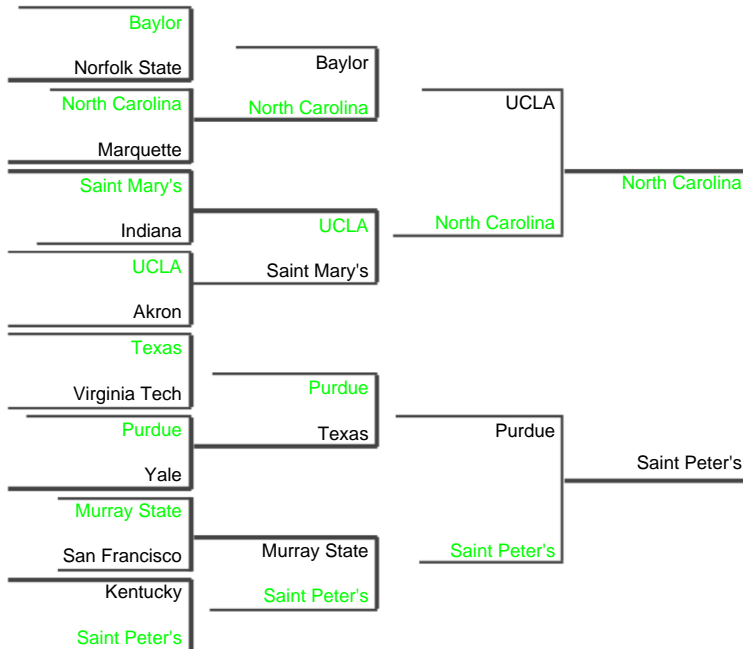 Baylor
Norfolk State
North Carolina
Marquette
Saint Mary's
Indiana
UCLA
Akron
Texas
Virginia Tech
Purdue
Yale
Murray State
San Francisco
Kentucky
Saint Peter's
Baylor
North Carolina
UCLA
Saint Mary's
Purdue
Texas
Murray State
Saint Peter's
UCLA
North Carolina
Purdue
Saint Peter's
North Carolina
Saint Peter's